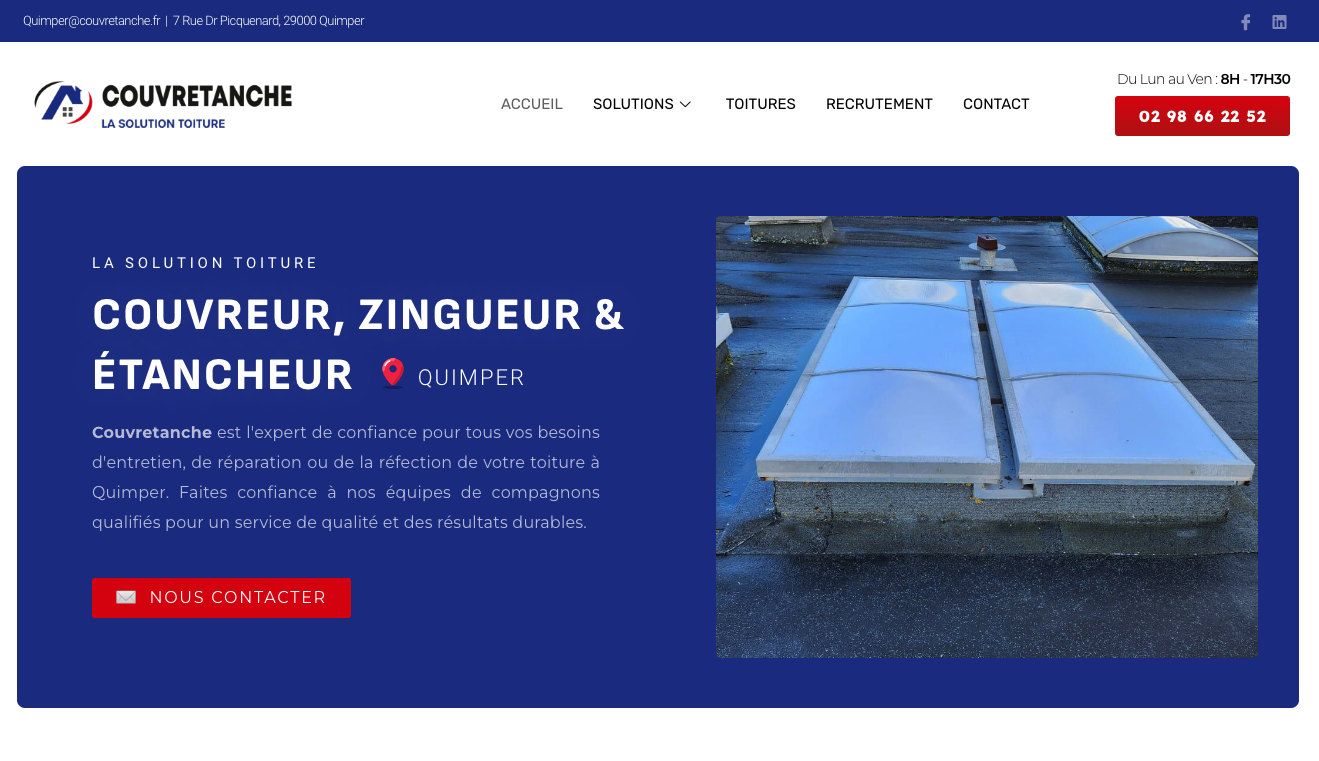 Quimper@couvretanche.fr | 7 Rue Dr Picquenard, 29000 Quimper
COUVRETANCHE
LA SOLUTION TOITURE
ACCUEIL SOLUTIONS TOITURES RECRUTEMENT CONTACT
Du Lun au Ven : 8H - 17H30
02 98 66 22 52
LA SOLUTION TOITURE
COUVREUR, ZINGUEUR &
ÉTANCHEUR QUIMPER
Couvretanche est l'expert de confiance pour tous vos besoins
d'entretien, de réparation ou de la réfection de votre toiture à
Quimper. Faites confiance à nos équipes de compagnons
qualifiés pour un service de qualité et des résultats durables.
NOUS CONTACTER